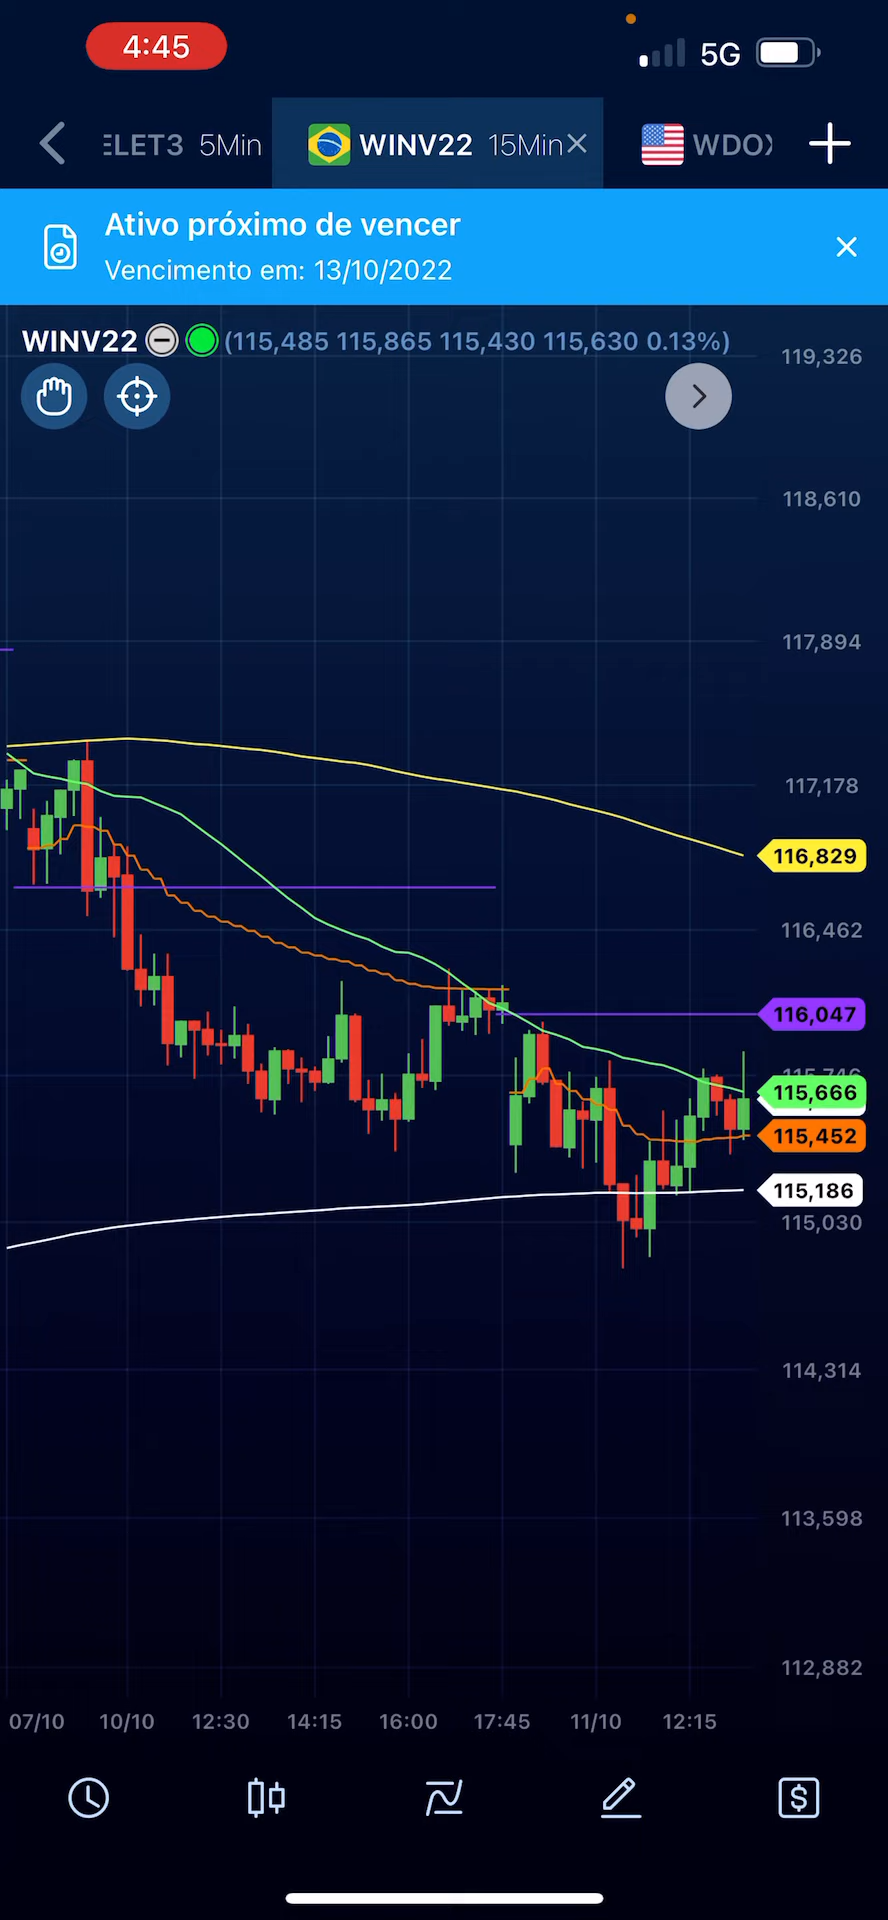 4:45
5G
ELET3 5Min
WINV22 15Min
WDO
Ativo próximo de vencer
Vencimento em: 13/10/2022
WINV22 (115,485 115,865 115,430 115,630 0.13%)
119,326
118,610
117,894
117,178
116,829
116,462
116,047
115,746
115,666
115,452
115,186
115,030
114,314
113,598
112,882
07/10 10/10 12:30 14:15 16:00 17:45 11/10 12:15
$